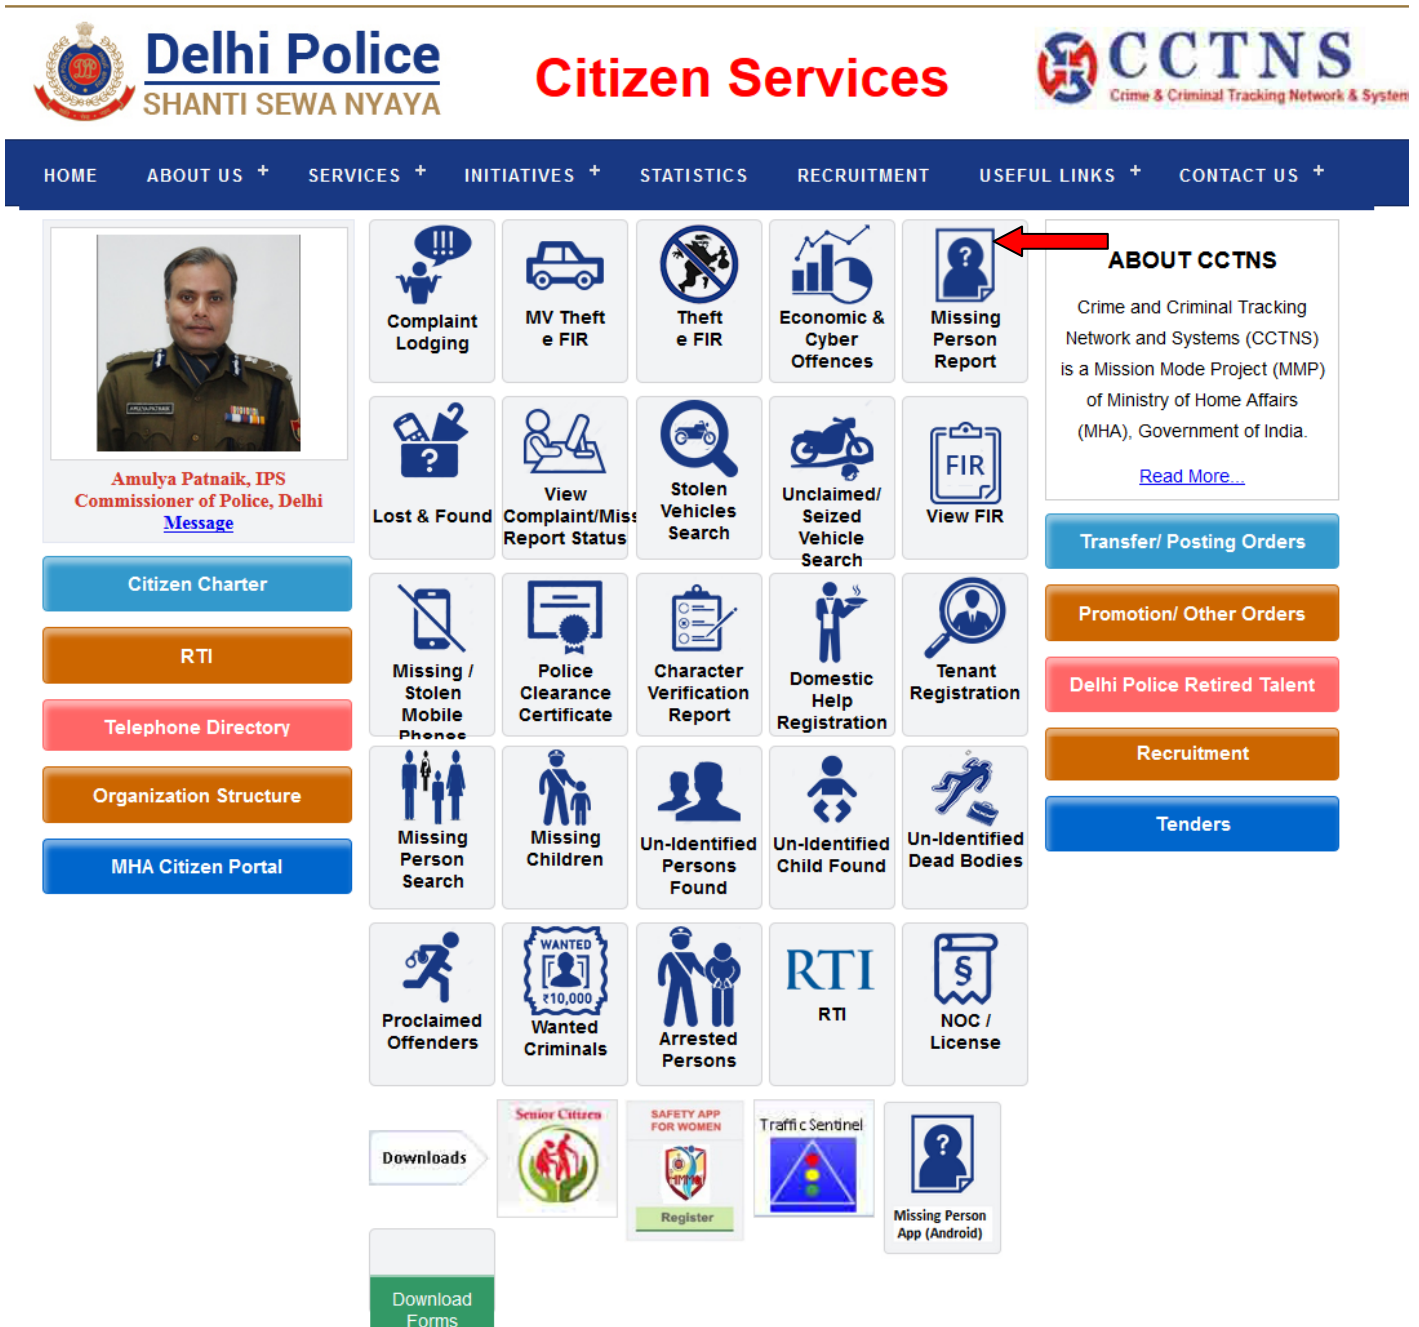 Delhi Police
SHANTI SEWA NYAYA
Citizen Services
CCTNS
Crime & Criminal Tracking Network & System
HOME
ABOUT US +
SERVICES +
INITIATIVES +
STATISTICS
RECRUITMENT
USEFUL LINKS +
CONTACT US +
Amulya Patnaik, IPS
Commissioner of Police, Delhi
Message
Citizen Charter
RTI
Telephone Directory
Organization Structure
MHA Citizen Portal
!!!
Complaint
Lodging
MV Theft
e FIR
Theft
e FIR
Economic &
Cyber
Offences
?
Missing
Person
Report
?
Lost & Found
View
Complaint/Miss
Report Status
Stolen
Vehicles
Search
Unclaimed/
Seized
Vehicle
Search
FIR
View FIR
Missing /
Stolen
Mobile
Phones
Police
Clearance
Certificate
Character
Verification
Report
Domestic
Help
Registration
Tenant
Registration
Missing
Person
Search
Missing
Children
Un-Identified
Persons
Found
Un-Identified
Child Found
Un-Identified
Dead Bodies
Proclaimed
Offenders
WANTED
₹10,000
Wanted
Criminals
Arrested
Persons
RTI
RTI
§
NOC /
License
Downloads
Senior Citizen
SAFETY APP
FOR WOMEN
Register
Traffic Sentinel
?
Missing Person
App (Android)
Download
Forms
ABOUT CCTNS
Crime and Criminal Tracking
Network and Systems (CCTNS)
is a Mission Mode Project (MMP)
of Ministry of Home Affairs
(MHA), Government of India.
Read More...
Transfer/ Posting Orders
Promotion/ Other Orders
Delhi Police Retired Talent
Recruitment
Tenders